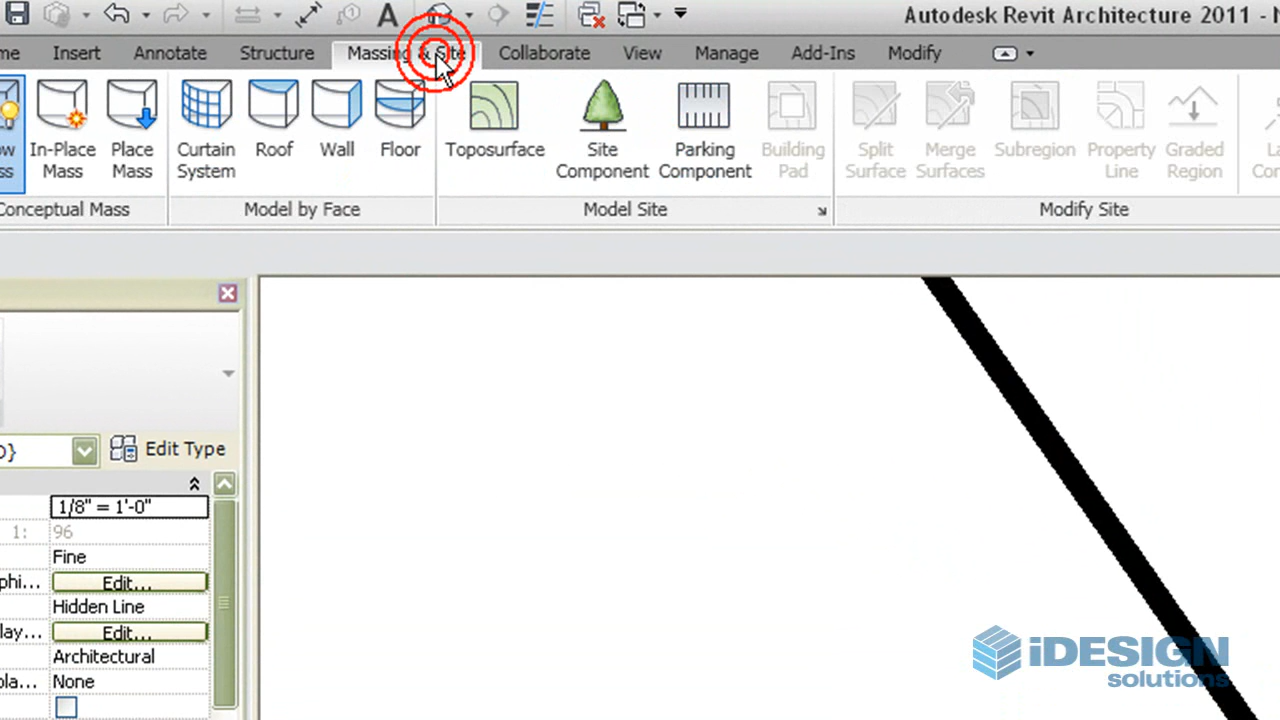 Autodesk Revit Architecture 2011 -
Insert Annotate Structure Massing & Site Collaborate View Manage Add-Ins Modify
In-Place Mass
Place Mass
Curtain System
Roof
Wall
Floor
Toposurface
Site Component
Parking Component
Building Pad
Split Surface
Merge Surfaces
Subregion
Property Line
Graded Region
Conceptual Mass
Model by Face
Model Site
Modify Site
Edit Type
1/8" = 1'-0"
1: 96
Fine
Edit...
Hidden Line
Edit...
Architectural
None
iDESIGN
solutions